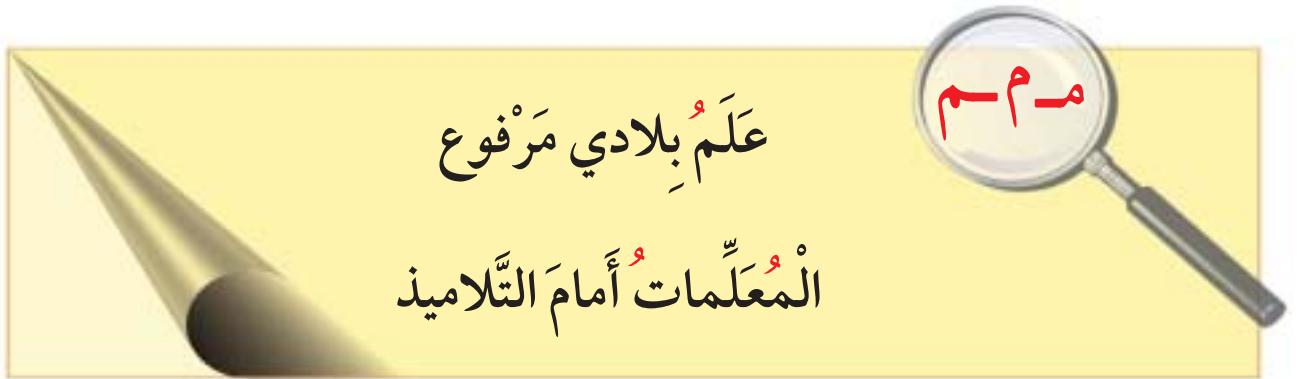 مـ م ـم
عَلَمُ بِلادي مَرْفوع
الْمُعَلِّماتُ أَمامَ التَّلاميذ